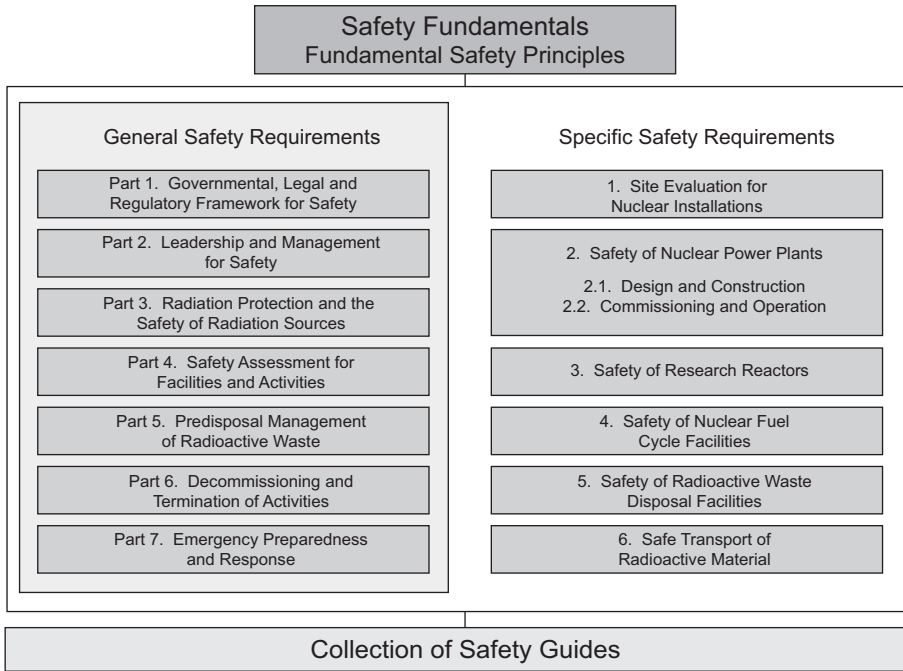 Safety Fundamentals
Fundamental Safety Principles
General Safety Requirements
Part 1. Governmental, Legal and
Regulatory Framework for Safety
Part 2. Leadership and Management
for Safety
Part 3. Radiation Protection and the
Safety of Radiation Sources
Part 4. Safety Assessment for
Facilities and Activities
Part 5. Predisposal Management
of Radioactive Waste
Part 6. Decommissioning and
Termination of Activities
Part 7. Emergency Preparedness
and Response
Specific Safety Requirements
1. Site Evaluation for
Nuclear Installations
2. Safety of Nuclear Power Plants
2.1. Design and Construction
2.2. Commissioning and Operation
3. Safety of Research Reactors
4. Safety of Nuclear Fuel
Cycle Facilities
5. Safety of Radioactive Waste
Disposal Facilities
6. Safe Transport of
Radioactive Material
Collection of Safety Guides